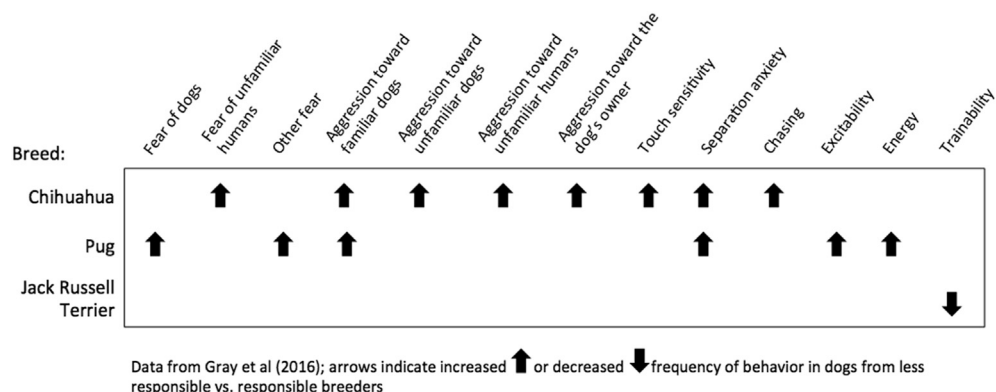 Fear of dogs
Fear of unfamiliar
humans
Other fear
Aggression toward
familiar dogs
Aggression toward
unfamiliar dogs
Aggression toward
unfamiliar humans
Aggression toward the
dog's owner
Touch sensitivity
Separation anxiety
Chasing
Excitability
Energy
Trainability
Breed:
Chihuahua
Pug
Jack Russell
Terrier
Data from Gray et al (2016); arrows indicate increased or decreased frequency of behavior in dogs from less
responsible vs. responsible breeders